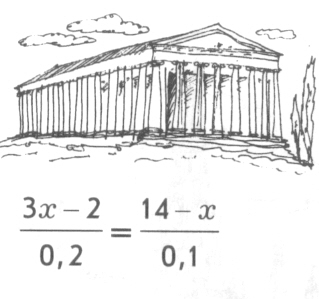 3x – 2 / 0,2 = 14 – x / 0,1